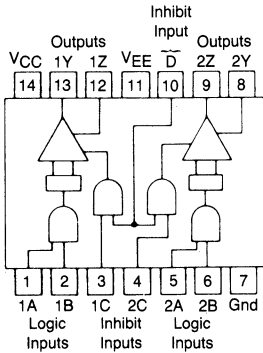 Inhibit
Outputs Input Outputs
VCC 1Y 1Z VEE D 2Z 2Y
14 13 12 11 10 9 8
1 2 3 4 5 6 7
1A 1B 1C 2C 2A 2B Gnd
Logic Inhibit Logic
Inputs Inputs Inputs